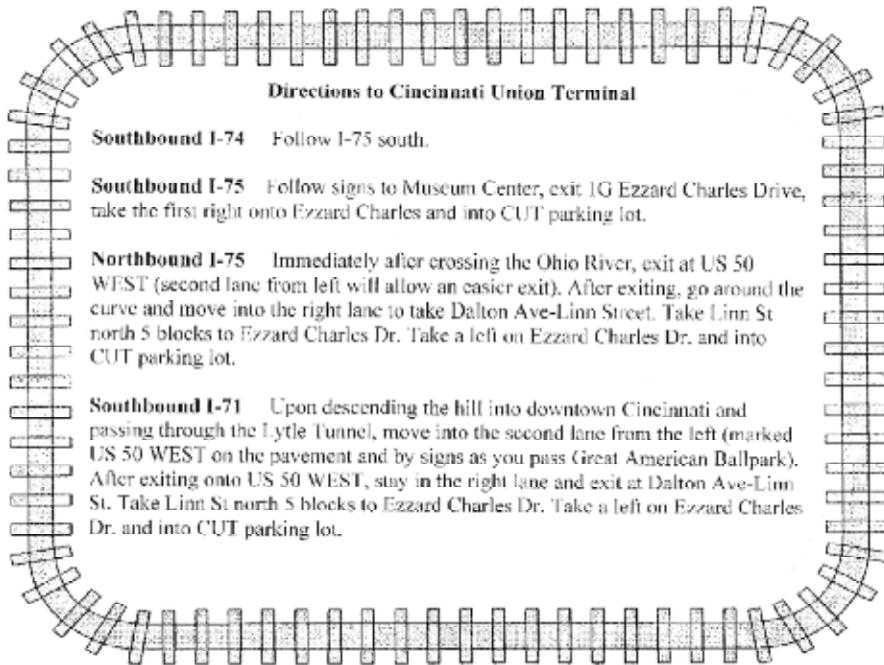 Directions to Cincinnati Union Terminal
Southbound I-74 Follow I-75 south.
Southbound I-75 Follow signs to Museum Center, exit 1G Ezzard Charles Drive,
take the first right onto Ezzard Charles and into CUT parking lot.
Northbound I-75 Immediately after crossing the Ohio River, exit at US 50
WEST (second lane from left will allow an easier exit). After exiting, go around the
curve and move into the right lane to take Dalton Ave-Linn Street. Take Linn St
north 5 blocks to Ezzard Charles Dr. Take a left on Ezzard Charles Dr. and into
CUT parking lot.
Southbound I-71 Upon descending the hill into downtown Cincinnati and
passing through the Lytle Tunnel, move into the second lane from the left (marked
US 50 WEST on the pavement and by signs as you pass Great American Ballpark).
After exiting onto US 50 WEST, stay in the right lane and exit at Dalton Ave-Linn
St. Take Linn St north 5 blocks to Ezzard Charles Dr. Take a left on Ezzard Charles
Dr. and into CUT parking lot.